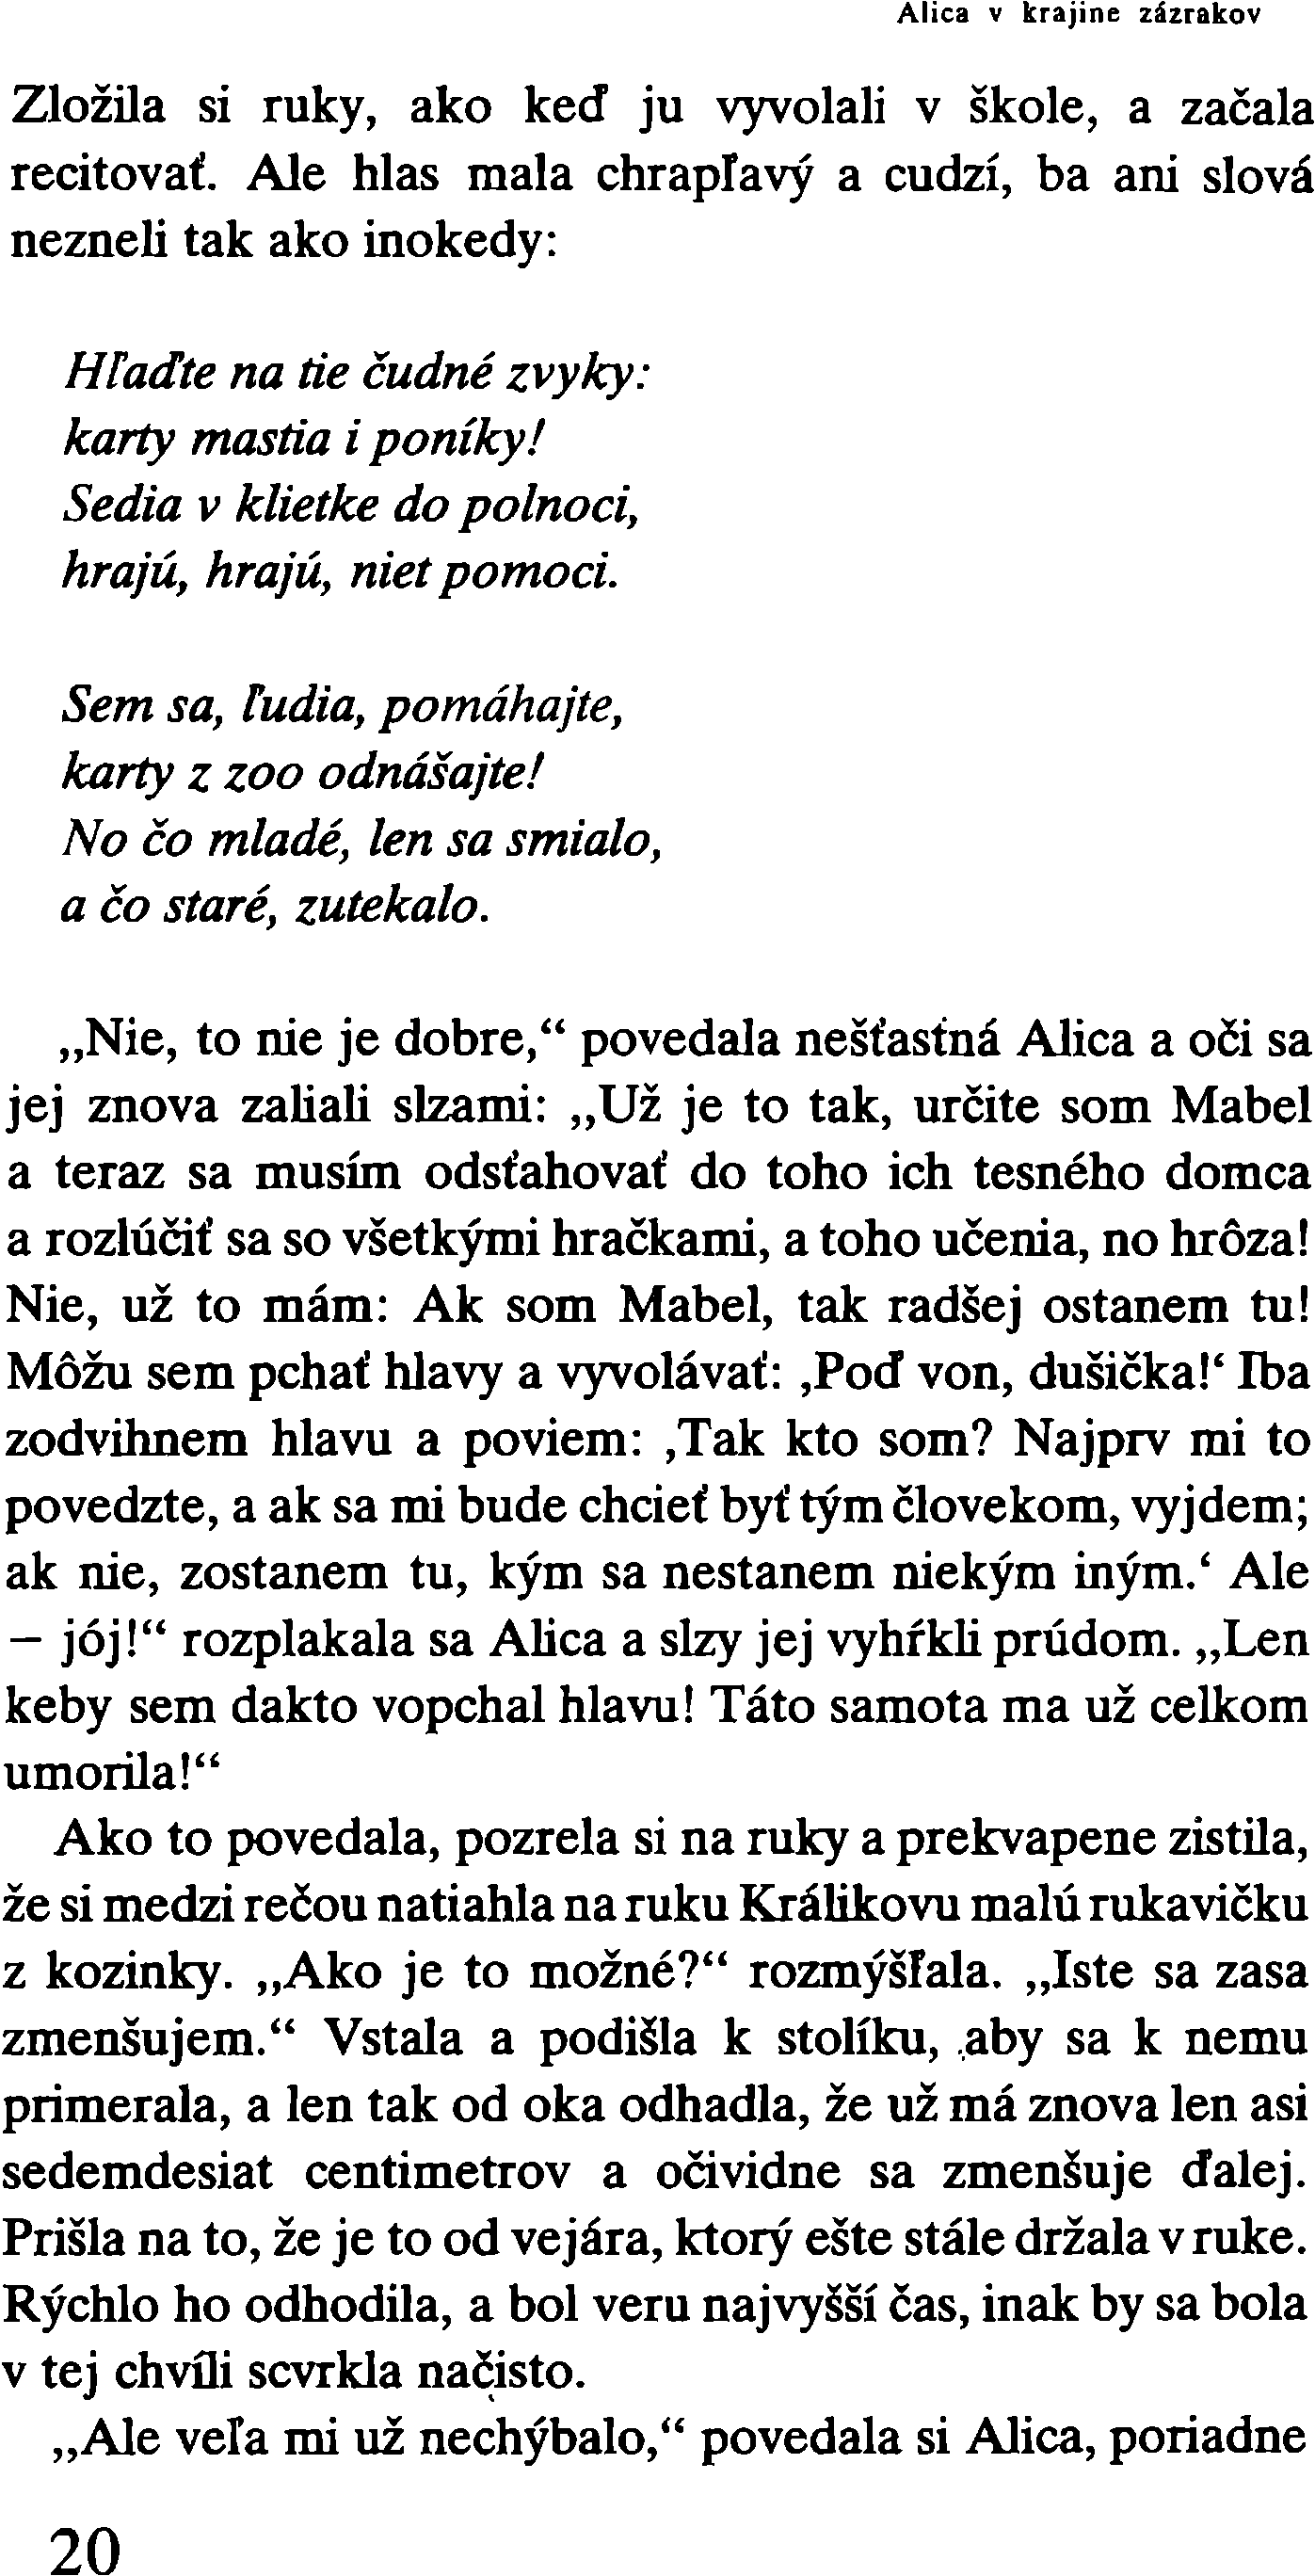 Alica v krajine zázrakov
Zložila si ruky, ako keď ju vyvolali v škole, a začala
recitovať. Ale hlas mala chrapľavý a cudzí, ba ani slová
nezneli tak ako inokedy:
Hľaďte na tie čudné zvyky:
karty mastia i poníky!
Sedia v klietke do polnoci,
hrajú, hrajú, niet pomoci.
Sem sa, ľudia, pomáhajte,
karty z zoo odnášajte!
No čo mladé, len sa smialo,
a čo staré, zutekalo.
„Nie, to nie je dobre,“ povedala nešťastná Alica a oči sa
jej znova zaliali slzami: „Už je to tak, určite som Mabel
a teraz sa musím odsťahovať do toho ich tesného domca
a rozlúčiť sa so všetkými hračkami, a toho učenia, no hrôza!
Nie, už to mám: Ak som Mabel, tak radšej ostanem tu!
Môžu sem pchať hlavy a vyvolávať: ‚Poď von, dušička!‘ Iba
zodvihnem hlavu a poviem: ‚Tak kto som? Najprv mi to
povedzte, a ak sa mi bude chcieť byť tým človekom, vyjdem;
ak nie, zostanem tu, kým sa nestanem niekým iným.‘ Ale
– jój!“ rozplakala sa Alica a slzy jej vyhŕkli prúdom. „Len
keby sem dakto vopchal hlavu! Táto samota ma už celkom
umorila!“
Ako to povedala, pozrela si na ruky a prekvapene zistila,
že si medzi rečou natiahla na ruku Králikovu malú rukavičku
z kozinky. „Ako je to možné?“ rozmýšľala. „Iste sa zasa
zmenšujem.“ Vstala a podišla k stolíku, aby sa k nemu
primerala, a len tak od oka odhadla, že už má znova len asi
sedemdesiat centimetrov a očividne sa zmenšuje ďalej.
Prišla na to, že je to od vejára, ktorý ešte stále držala v ruke.
Rýchlo ho odhodila, a bol veru najvyšší čas, inak by sa bola
v tej chvíli scvrkla načisto.
„Ale veľa mi už nechýbalo,“ povedala si Alica, poriadne
20